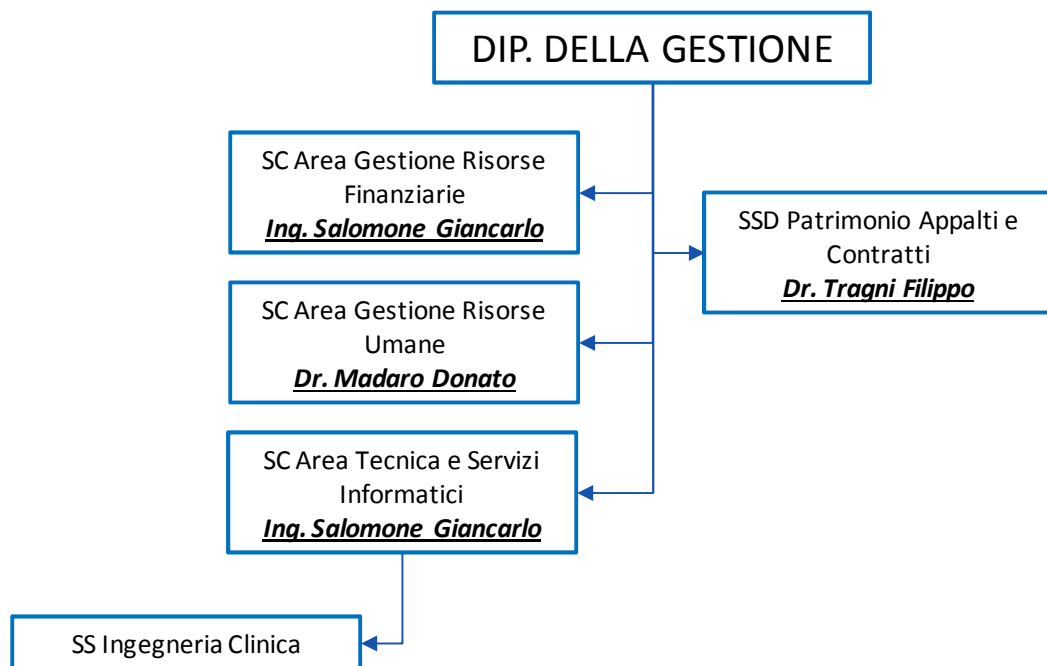 DIP. DELLA GESTIONE
SC Area Gestione Risorse
Finanziarie
Ing. Salomone Giancarlo
SSD Patrimonio Appalti e
Contratti
Dr. Tragni Filippo
SC Area Gestione Risorse
Umane
Dr. Madaro Donato
SC Area Tecnica e Servizi
Informatici
Ing. Salomone Giancarlo
SS Ingegneria Clinica